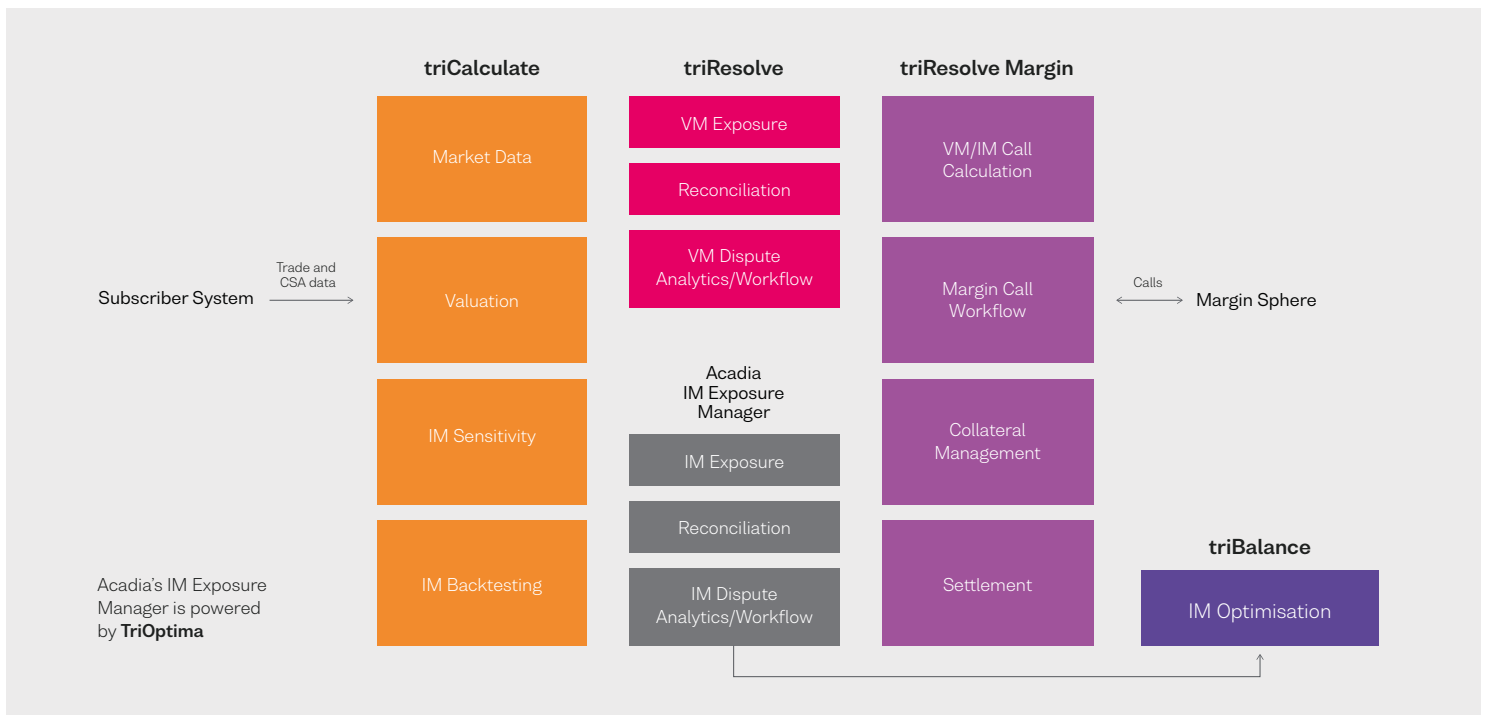 triCalculate
triResolve
triResolve Margin
Market Data
Valuation
IM Sensitivity
IM Backtesting
VM Exposure
Reconciliation
VM Dispute
Analytics/Workflow
Acadia
IM Exposure
Manager
IM Exposure
Reconciliation
IM Dispute
Analytics/Workflow
VM/IM Call
Calculation
Margin Call
Workflow
Collateral
Management
Settlement
Subscriber System
Trade and
CSA data
Calls
Margin Sphere
triBalance
IM Optimisation
Acadia's IM Exposure
Manager is powered
by TriOptima